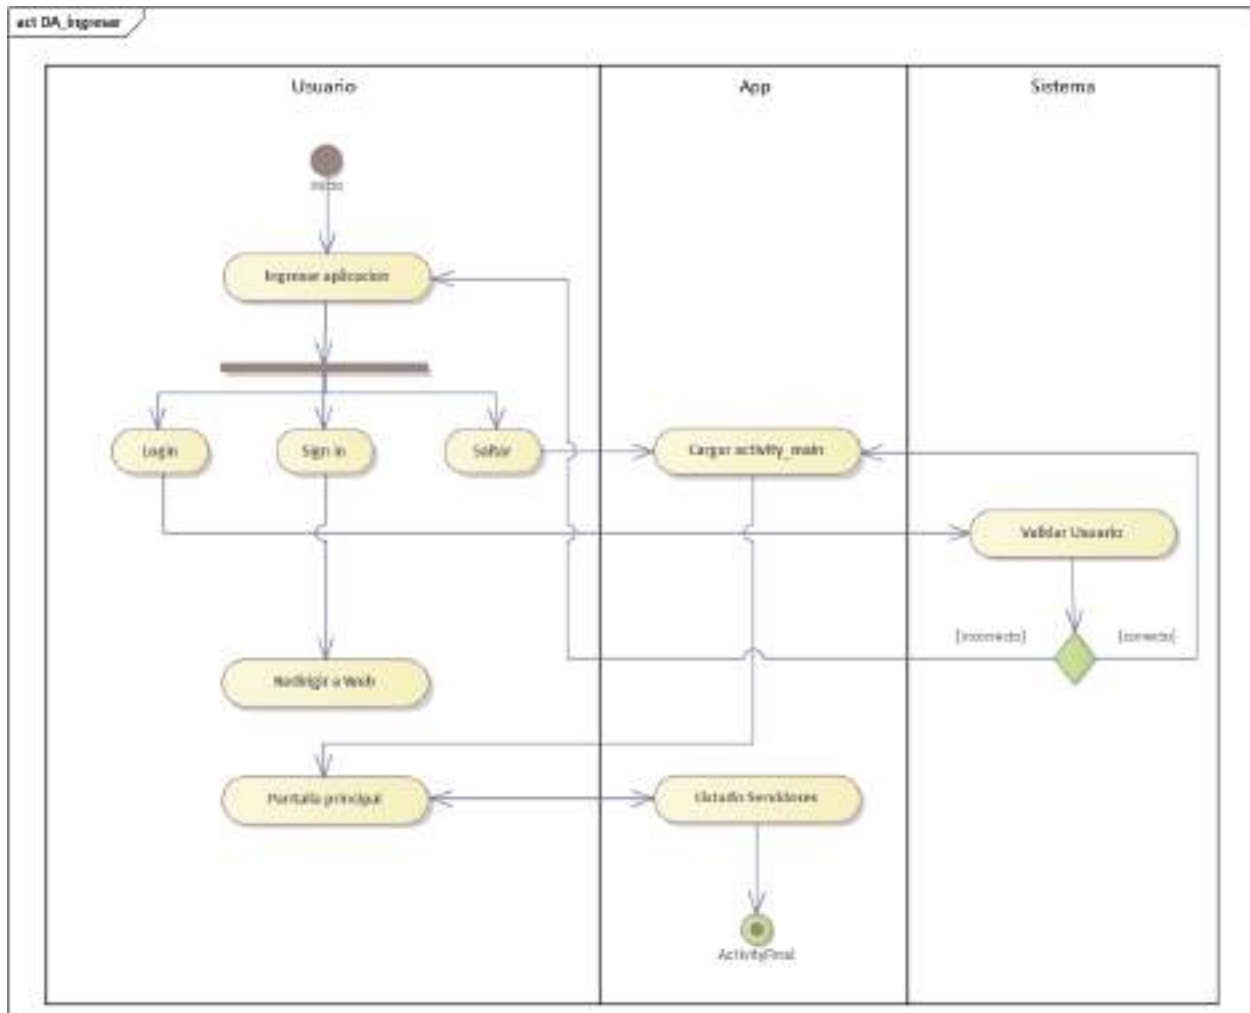 act DA_Ingresar
Usuario
App
Sistema
Inicio
Ingresar aplicacion
Login
Sign in
Saltar
Cargar activity_main
Validar Usuario
[incorrecto]
[correcto]
Redirigir a Web
Pantalla principal
Listado Servidores
ActivityFinal